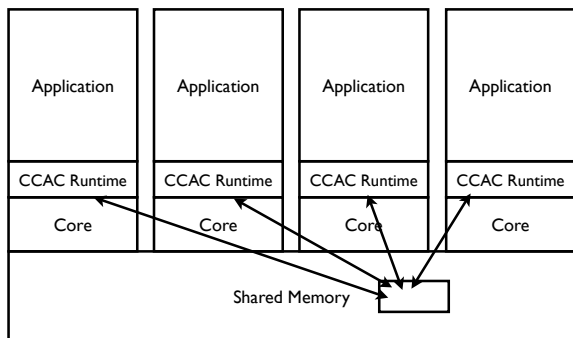 Application Application Application Application
CCAC Runtime CCAC Runtime CCAC Runtime CCAC Runtime
Core Core Core Core
Shared Memory